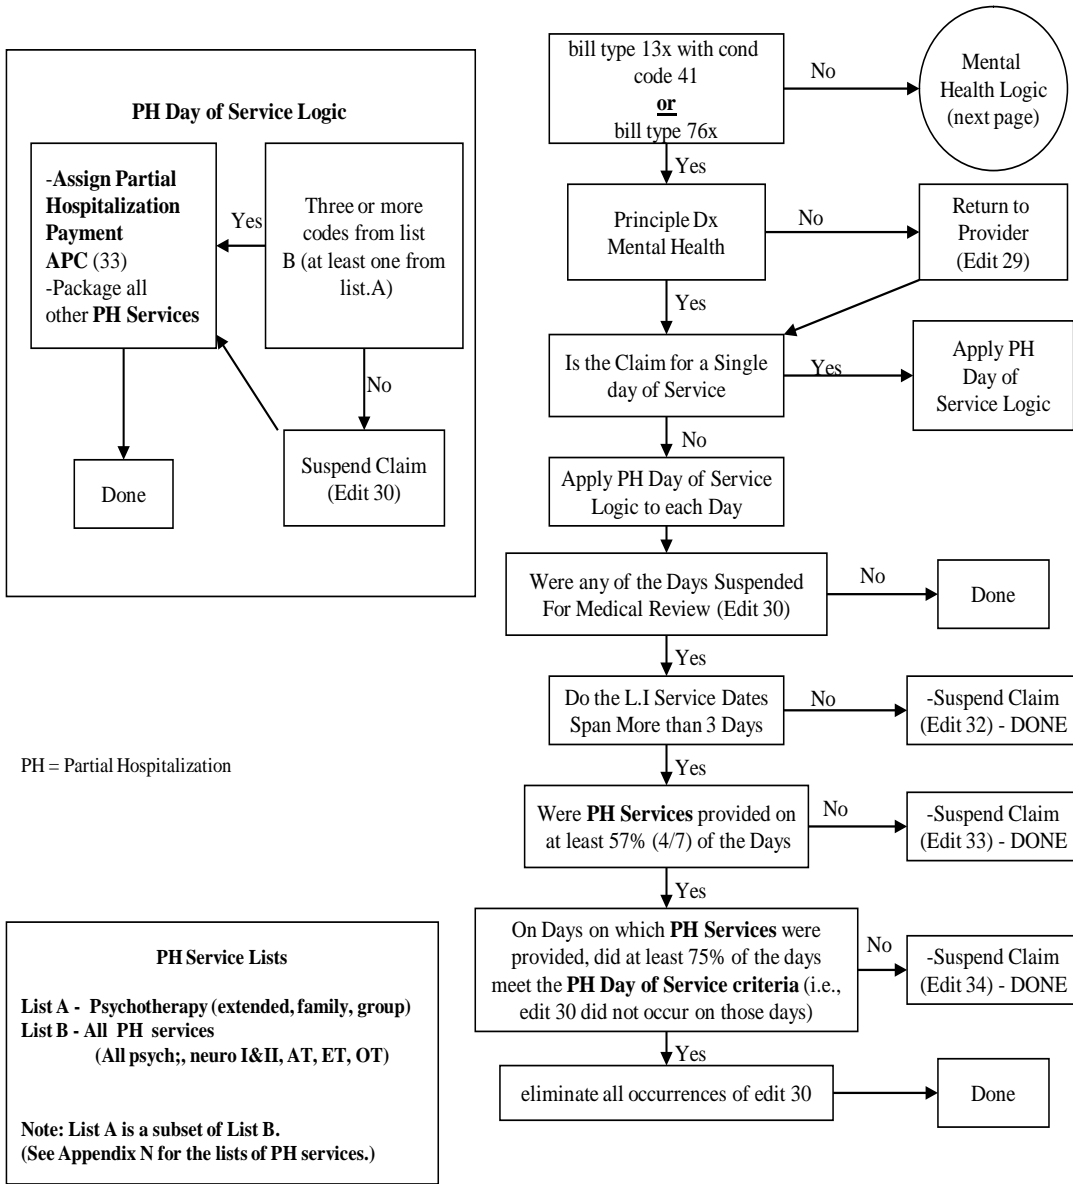 PH Day of Service Logic
-Assign Partial
Hospitalization
Payment
APC (33)
-Package all
other PH Services
Yes
Three or more
codes from list
B (at least one from
list.A)
No
Suspend Claim
(Edit 30)
Done
bill type 13x with cond
code 41
or
bill type 76x
No
Mental
Health Logic
(next page)
Yes
Principle Dx
Mental Health
No
Return to
Provider
(Edit 29)
Yes
Is the Claim for a Single
day of Service
Yes
Apply PH
Day of
Service Logic
No
Apply PH Day of Service
Logic to each Day
Were any of the Days Suspended
For Medical Review (Edit 30)
No
Done
Yes
Do the L.I Service Dates
Span More than 3 Days
No
-Suspend Claim
(Edit 32) - DONE
Yes
PH = Partial Hospitalization
Were PH Services provided on
at least 57% (4/7) of the Days
No
-Suspend Claim
(Edit 33) - DONE
Yes
On Days on which PH Services were
provided, did at least 75% of the days
meet the PH Day of Service criteria (i.e.,
edit 30 did not occur on those days)
No
-Suspend Claim
(Edit 34) - DONE
Yes
eliminate all occurrences of edit 30
Done
PH Service Lists
List A - Psychotherapy (extended, family, group)
List B - All PH services
(All psych;, neuro I&II, AT, ET, OT)
Note: List A is a subset of List B.
(See Appendix N for the lists of PH services.)